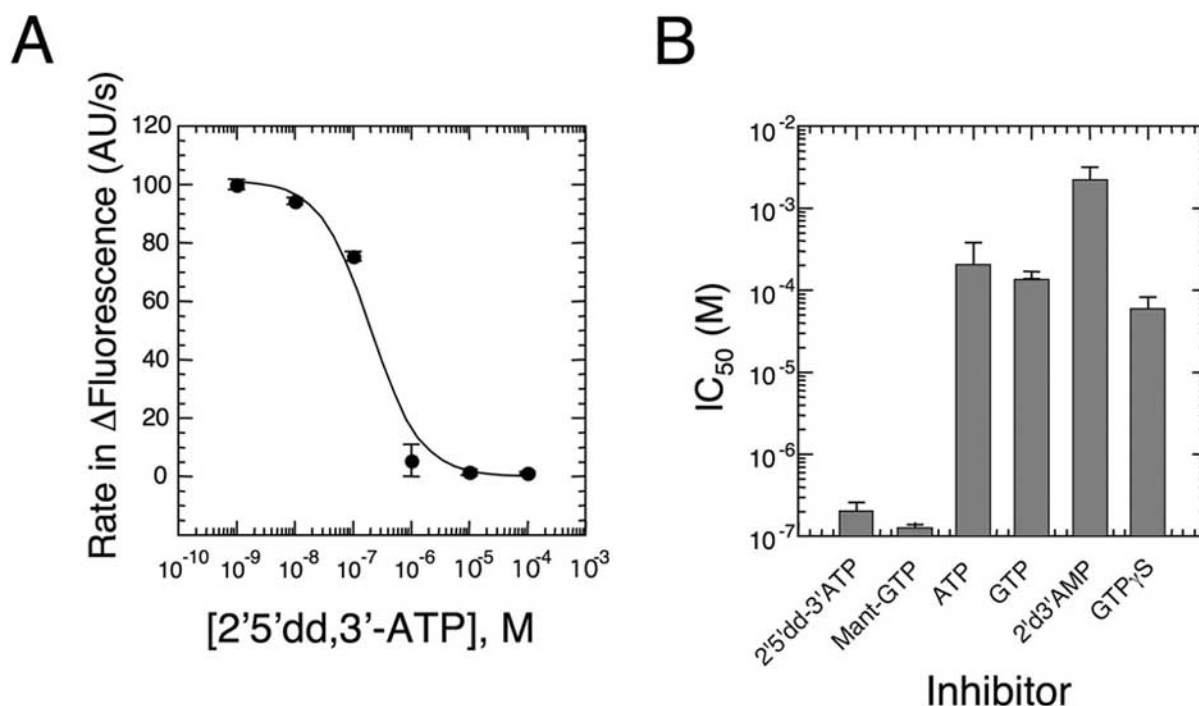 A
Rate in ΔFluorescence (AU/s)
120
100
80
60
40
20
0
10-10
10-9
10-8
10-7
10-6
10-5
10-4
10-3
[2'5'dd,3'-ATP], M
B
IC50 (M)
10-2
10-3
10-4
10-5
10-6
10-7
2'5'dd-3'ATP
Mant-GTP
ATP
GTP
2'd3'AMP
GTPγS
Inhibitor